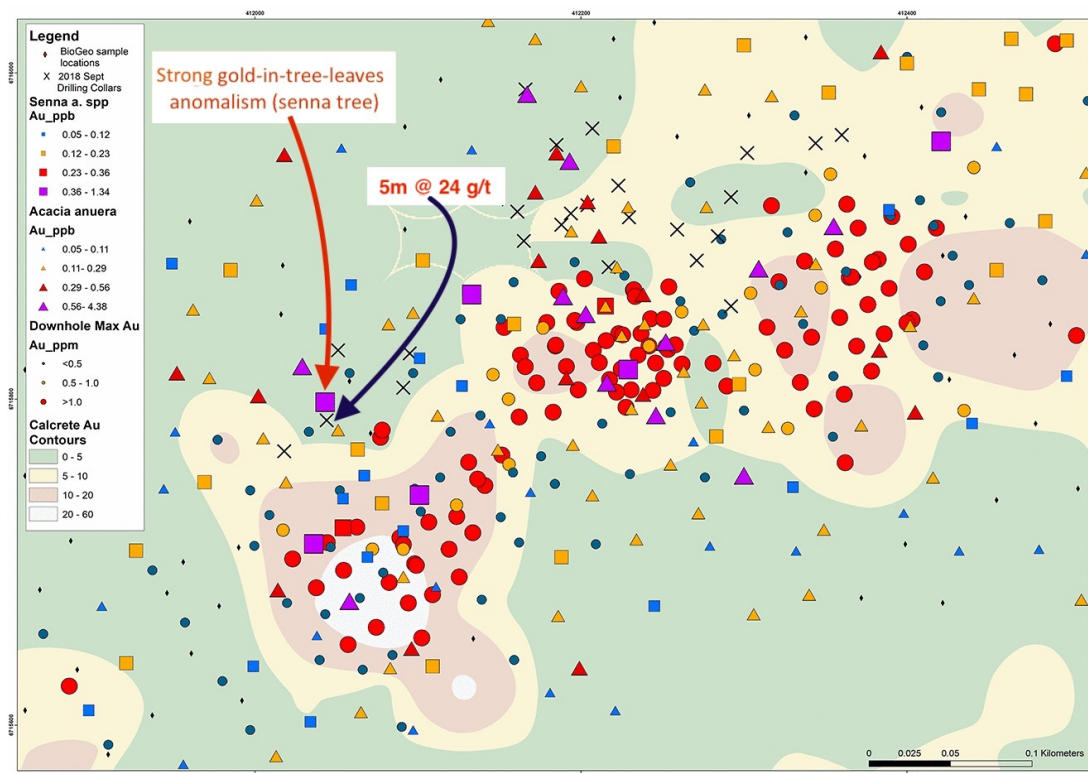 412000
412200
412400
6716000
6715800
6715600
Legend
BioGeo sample
locations
2018 Sept
Drilling Collars
Senna a. spp
Au_ppb
0.05 - 0.12
0.12 - 0.23
0.23 - 0.36
0.36 - 1.34
Acacia anuera
Au_ppb
0.05 - 0.11
0.11- 0.29
0.29 - 0.56
0.56- 4.38
Downhole Max Au
Au_ppm
<0.5
0.5 - 1.0
>1.0
Calcrete Au
Contours
0 - 5
5 - 10
10 - 20
20 - 60
Strong gold-in-tree-leaves
anomalism (senna tree)
5m @ 24 g/t
0 0.025 0.05 0.1 Kilometers